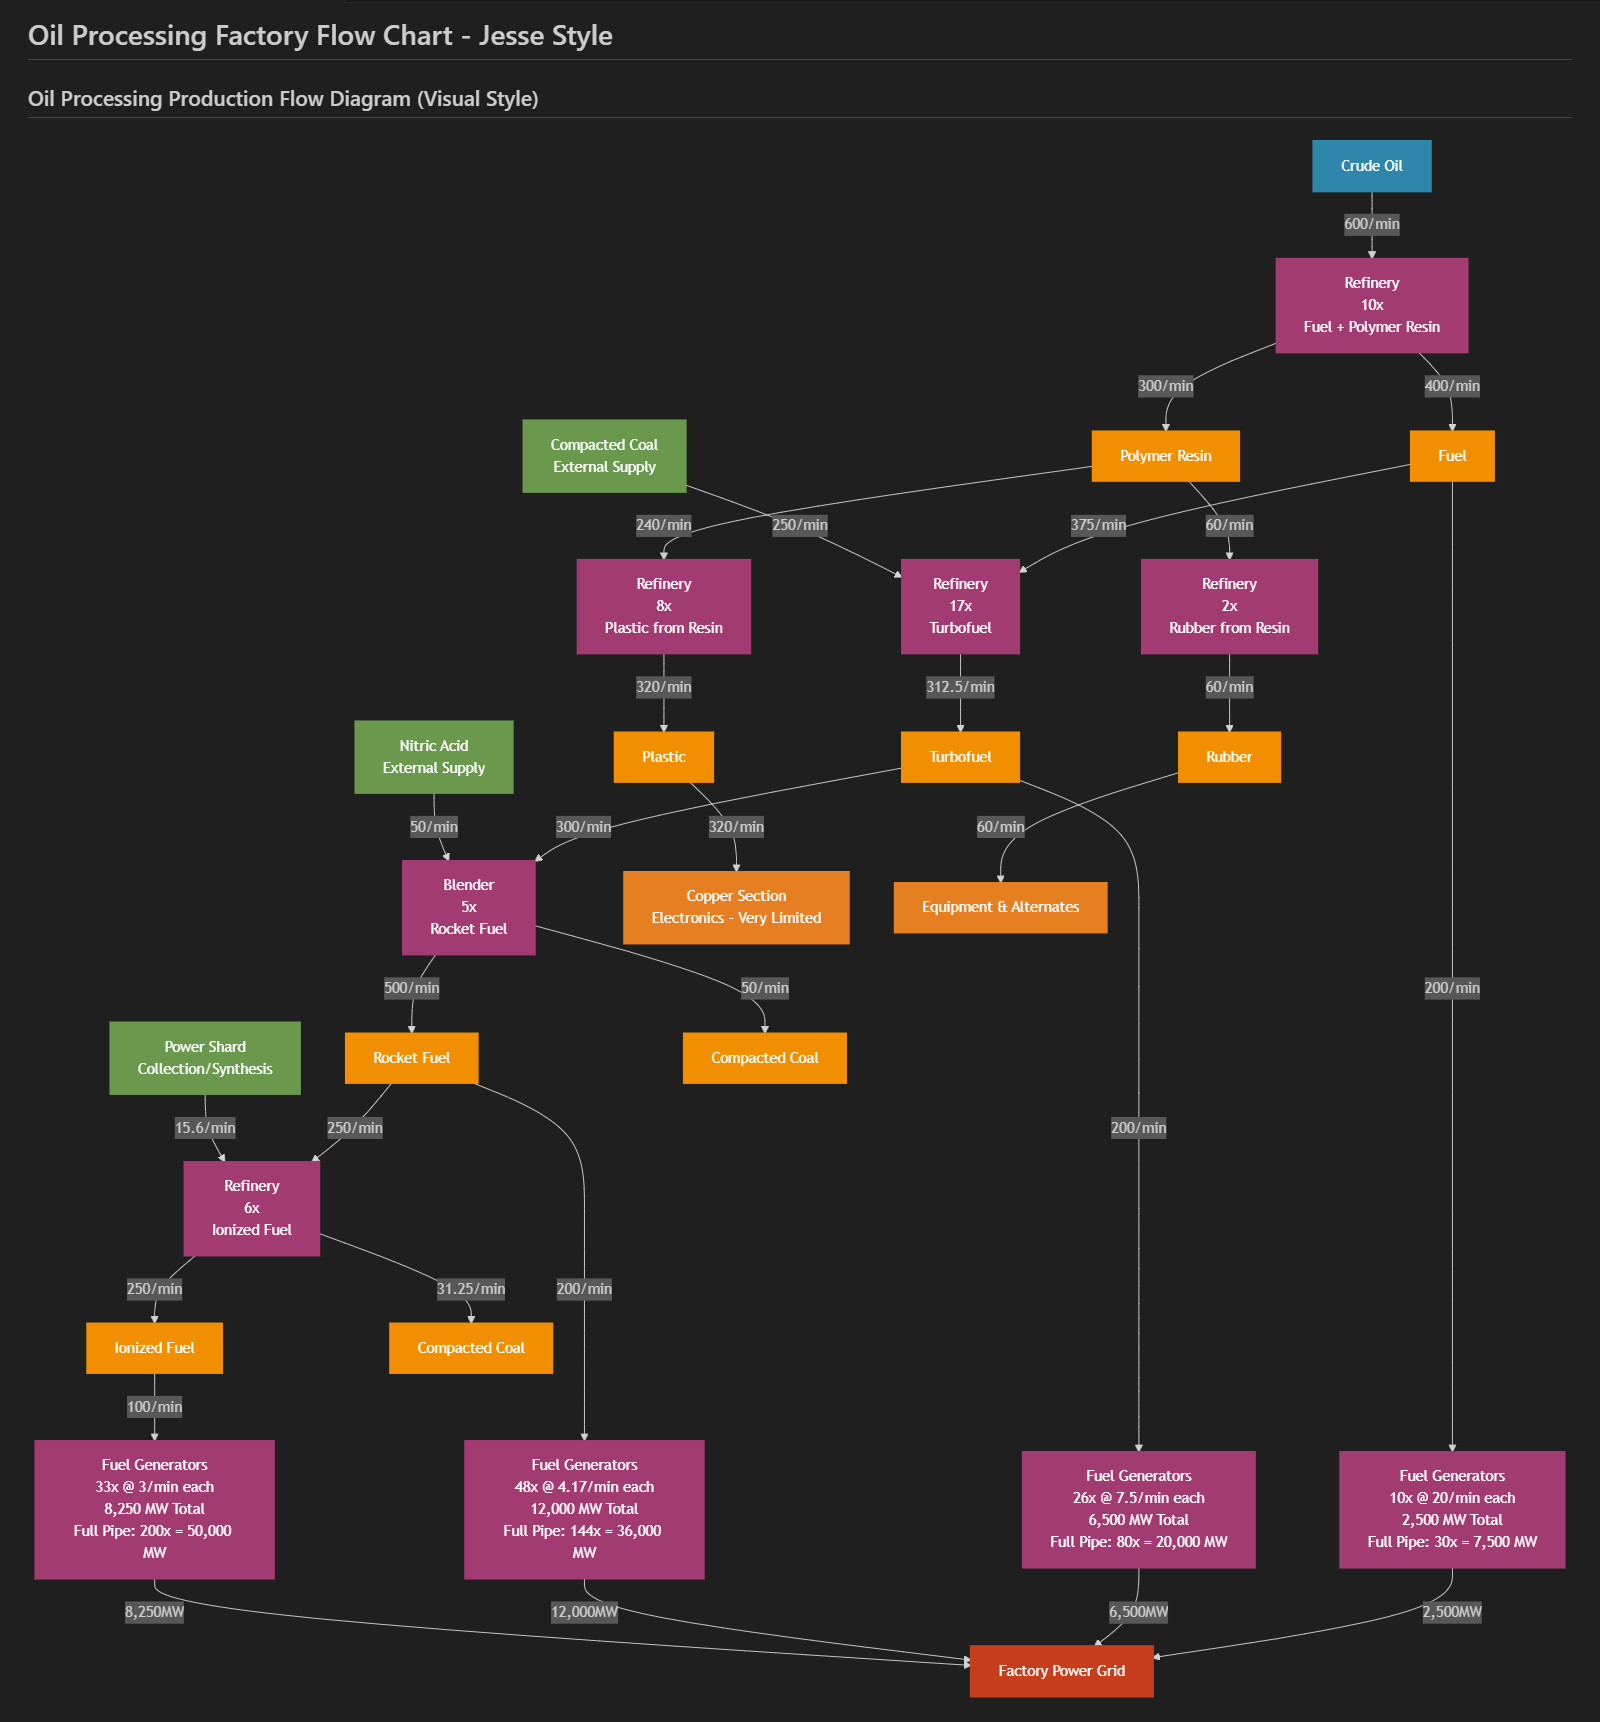 Oil Processing Factory Flow Chart - Jesse Style
Oil Processing Production Flow Diagram (Visual Style)
Crude Oil
600/min
Refinery
10x
Fuel + Polymer Resin
300/min
400/min
Compacted Coal
External Supply
Polymer Resin
Fuel
240/min
250/min
375/min
60/min
Refinery
8x
Plastic from Resin
Refinery
17x
Turbofuel
Refinery
2x
Rubber from Resin
320/min
312.5/min
60/min
Nitric Acid
External Supply
Plastic
Turbofuel
Rubber
50/min
300/min
320/min
60/min
Blender
5x
Rocket Fuel
Copper Section
Electronics - Very Limited
Equipment & Alternates
500/min
50/min
200/min
Power Shard
Collection/Synthesis
Rocket Fuel
Compacted Coal
15.6/min
250/min
200/min
Refinery
6x
Ionized Fuel
250/min
31.25/min
200/min
Ionized Fuel
Compacted Coal
100/min
Fuel Generators
33x @ 3/min each
8,250 MW Total
Full Pipe: 200x = 50,000
MW
Fuel Generators
48x @ 4.17/min each
12,000 MW Total
Full Pipe: 144x = 36,000
MW
Fuel Generators
26x @ 7.5/min each
6,500 MW Total
Full Pipe: 80x = 20,000 MW
Fuel Generators
10x @ 20/min each
2,500 MW Total
Full Pipe: 30x = 7,500 MW
8,250MW
12,000MW
6,500MW
2,500MW
Factory Power Grid